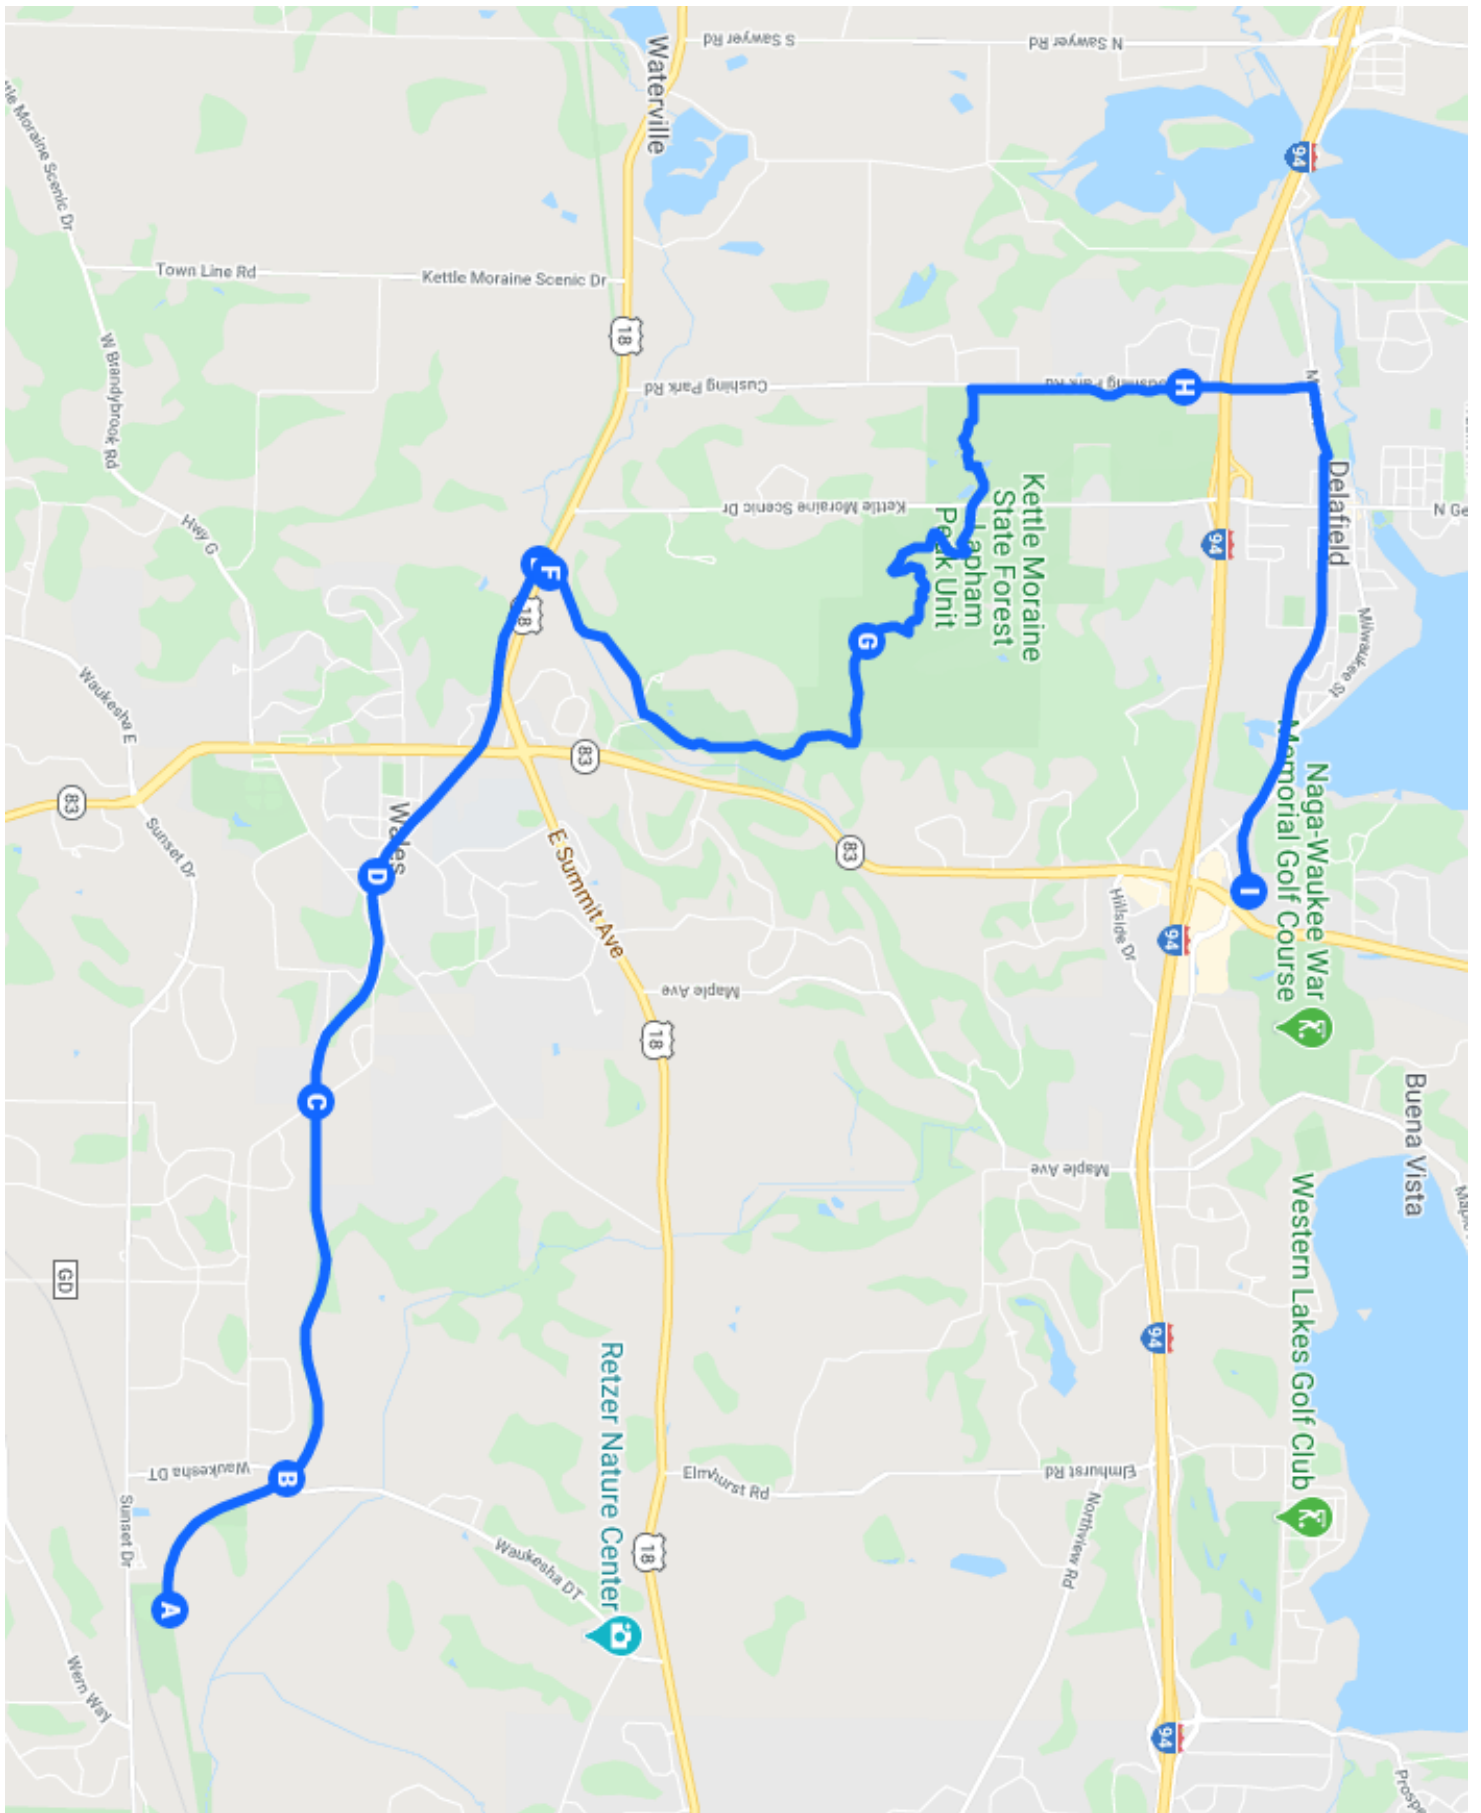 S Sawyer Rd
N Sawyer Rd
Waterville
94
Town Line Rd
Kettle Moraine Scenic Dr
18
W Brandybrook Rd
Cushing Park Rd
H
Delafield
Kettle Moraine
State Forest
Lapham
Peak Unit
Kettle Moraine Scenic Dr
Hwy G
94
F
18
G
Milwaukee St
Waukesha E
83
83
83
Sunset Dr
Wales
D
E Summit Ave
I
Naga-Waukee War
Memorial Golf Course
Hillside Dr
94
Maple Ave
18
C
Buena Vista
Maple Ave
Western Lakes Golf Club
GD
94
Retzer Nature Center
Waukesha DT
B
Elmhurst Rd
Elmhurst Rd
Northview Rd
Sunset Dr
Waukesha DT
18
A
Wern Way
94